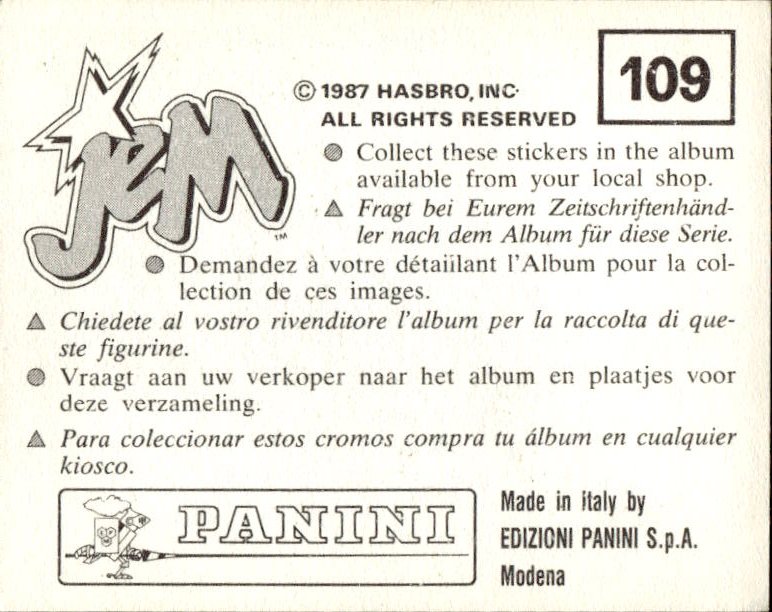 JEM
™
© 1987 HASBRO, INC.
ALL RIGHTS RESERVED
109
Collect these stickers in the album
available from your local shop.
Fragt bei Eurem Zeitschriftenhänd-
ler nach dem Album für diese Serie.
Demandez à votre détaiilant l'Album pour la col-
lection de ces images.
Chiedete al vostro rivenditore l'album per la raccolta di que-
ste figurine.
Vraagt aan uw verkoper naar het album en plaatjes voor
deze verzameling.
Para coleccionar estos cromos compra tu álbum en cualquier
kiosco.
PANINI
Made in Italy by
EDIZIONI PANINI S.p.A.
Modena